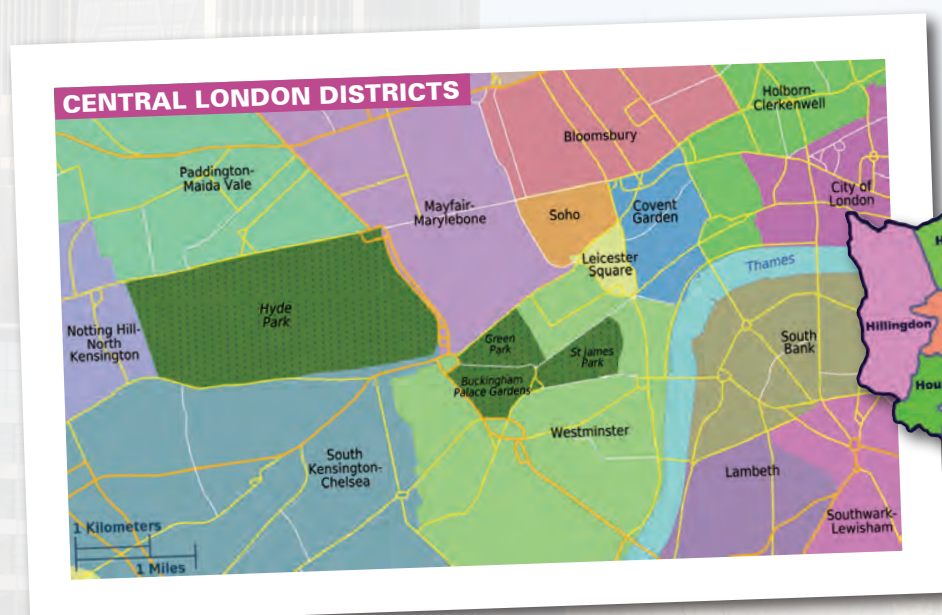 CENTRAL LONDON DISTRICTS
Holborn-
Clerkenwell
Bloomsbury
Paddington-
Maida Vale
City of
London
Mayfair-
Marylebone
Soho
Covent
Garden
Leicester
Square
Thames
Hyde
Park
Notting Hill-
North
Kensington
Green
Park
St James
Park
South
Bank
Hillingdon
Buckingham
Palace Gardens
Westminster
South
Kensington-
Chelsea
Lambeth
Southwark-
Lewisham
1 Kilometers
1 Miles